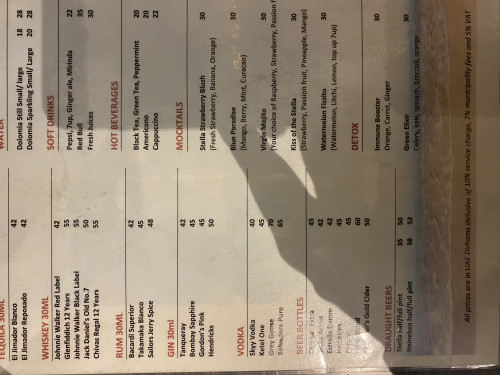 TEQUILA 30ML
El Jimador Blanco 42
El Jimador Reposado 42
WHISKEY 30ML
Johnnie Walker Red Label 42
Glenfiddich 12 Years 55
Johnnie Walker Black Label 55
Jack Daniel's Old No.7 50
Chivas Regal 12 Years 55
RUM 30ML
Bacardi Superior 42
Takamaka Blanco 45
Sailors Jerry Spice 48
GIN 30ml
Tanqueray 42
Bombay Sapphire 45
Gordon's Pink 45
Hendricks 50
VODKA
Skyy Vodka 40
Ketel One 45
Grey Goose 70
Belvedere Pure 65
BEER BOTTLES
Extra 45
42
Estrella 42
Heineken 45
45
60
Gold Cider 50
DRAUGHT BEERS
Stella half/full pint 35 50
Heineken half/full pint 38 52
WATER
Dolomia Still Small/ large 18 28
Dolomia Sparking Small/ Large 20 28
SOFT DRINKS
Pepsi, 7up, Ginger ale, Mirinda 22
Red Bull 35
Fresh Juices 30
HOT BEVERAGES
Black Tea, Green Tea, Peppermint 20
Americano 20
Cappuccino 22
MOCKTAILS
Stella Strawberry Blush 30
(Fresh Strawberry, Banana, Orange)
Blue Paradise 30
(Mango, Berry, Mint, Curacao)
Virgin Mojito 30
(Your choice of Raspberry, Strawberry, Passion f
Kiss of the Stella 30
(Strawberry, Passion Fruit, Pineapple, Mango)
Watermelon Fizzito 30
(Watermelon, Litchi, Lemon, top up 7up)
DETOX
Immune Booster 30
Orange, Carrot, Ginger
Green Elixir 30
Celery, kale, spinach, broccoli, orange
All prices are in UAE Dirhams inclusive of 10% service charge, 7% municipality fees and 5% VAT